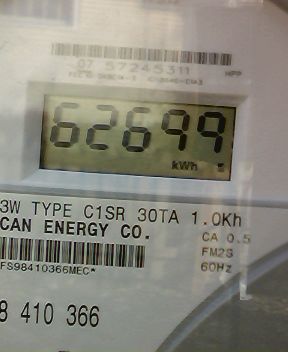 07 57245311
HPP
62699
kWh
3W TYPE C1SR 30TA 1.0Kh
CAN ENERGY CO.
CA 0.5
FM2S
60Hz
FS98410366MEC*
8 410 366